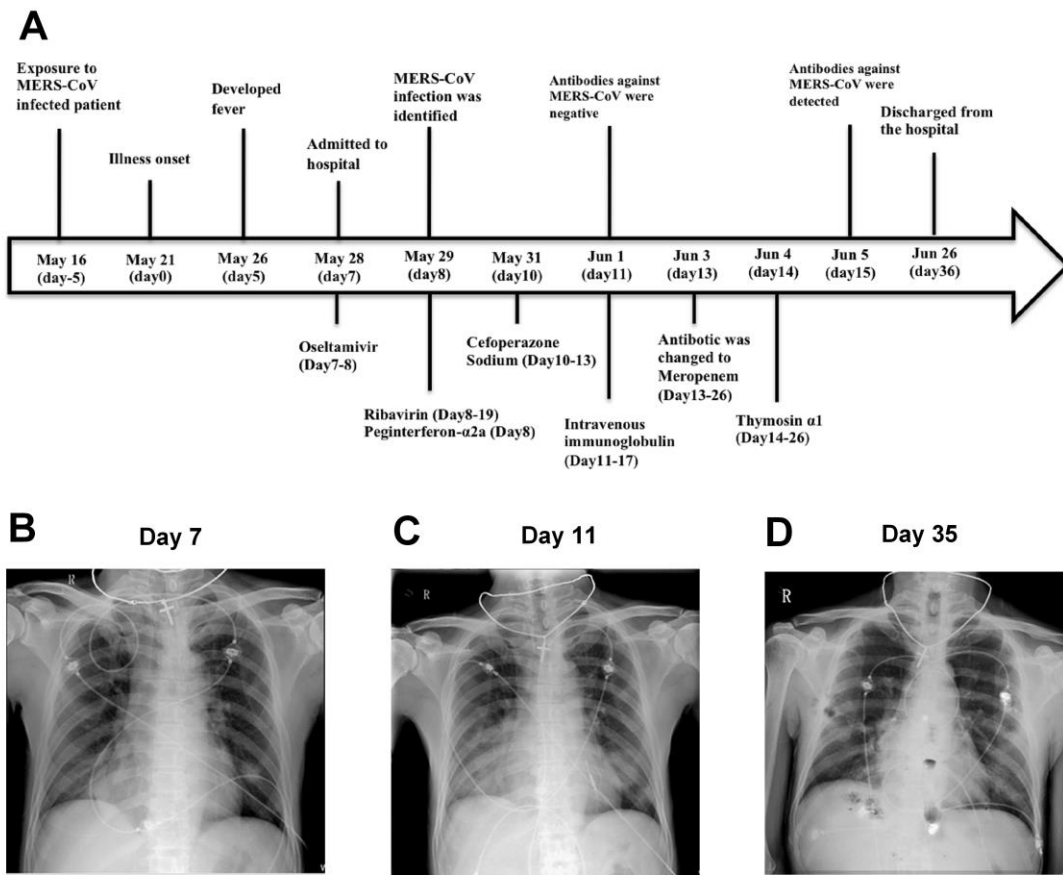 A
Exposure to
MERS-CoV
infected patient
Illness onset
Developed
fever
Admitted to
hospital
MERS-CoV
infection was
identified
Antibodies against
MERS-CoV were
negative
Antibodies against
MERS-CoV were
detected
Discharged from
the hospital
May 16
(day-5)
May 21
(day0)
May 26
(day5)
May 28
(day7)
May 29
(day8)
May 31
(day10)
Jun 1
(day11)
Jun 3
(day13)
Jun 4
(day14)
Jun 5
(day15)
Jun 26
(day36)
Oseltamivir
(Day7-8)
Ribavirin (Day8-19)
Peginterferon-α2a (Day8)
Cefoperazone
Sodium (Day10-13)
Intravenous
immunoglobulin
(Day11-17)
Antibotic was
changed to
Meropenem
(Day13-26)
Thymosin α1
(Day14-26)
B
Day 7
C
Day 11
D
Day 35
R
R
R